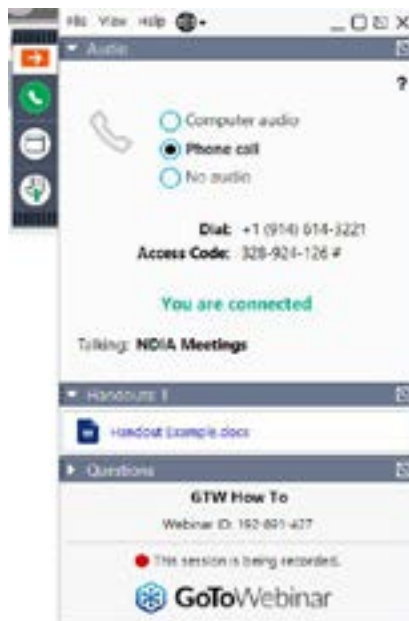 File View Help
Audio
?
Computer audio
Phone call
No audio
Dial: +1 (914) 614-3221
Access Code: 328-924-126 #
You are connected
Talking: NDIA Meetings
Handouts: 1
Handout Example.docx
Questions
GTW How To
Webinar ID: 192-891-427
This session is being recorded.
GoToWebinar